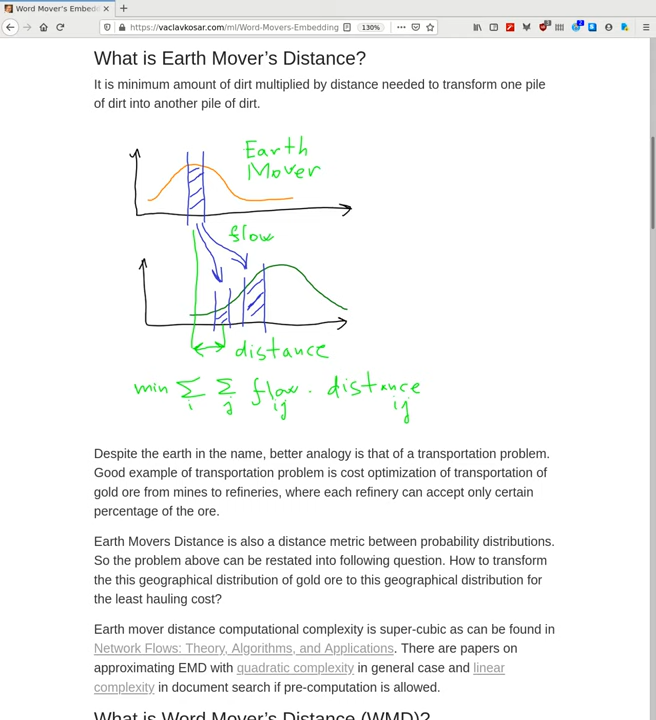 Word Mover's Embedd
https://vaclavkosar.com/ml/Word-Movers-Embedding
130%
What is Earth Mover's Distance?
It is minimum amount of dirt multiplied by distance needed to transform one pile
of dirt into another pile of dirt.
Earth
Mover
flow
distance
min ∑ ∑ flow · distance
i j ij ij
Despite the earth in the name, better analogy is that of a transportation problem.
Good example of transportation problem is cost optimization of transportation of
gold ore from mines to refineries, where each refinery can accept only certain
percentage of the ore.
Earth Movers Distance is also a distance metric between probability distributions.
So the problem above can be restated into following question. How to transform
the this geographical distribution of gold ore to this geographical distribution for
the least hauling cost?
Earth mover distance computational complexity is super-cubic as can be found in
Network Flows: Theory, Algorithms, and Applications. There are papers on
approximating EMD with quadratic complexity in general case and linear
complexity in document search if pre-computation is allowed.
What is Word Mover's Distance (WMD)?